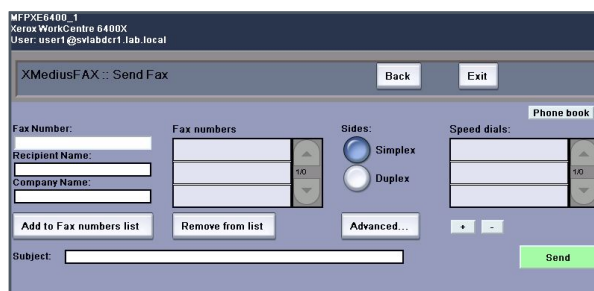 MFPXE6400_1
Xerox WorkCentre 6400X
User: user1@svlabdcr1.lab.local
XMediusFAX :: Send Fax
Back
Exit
Phone book
Fax Number:
Fax numbers
Sides:
Speed dials:
Simplex
Recipient Name:
1/0
1/0
Duplex
Company Name:
Add to Fax numbers list
Remove from list
Advanced...
+
-
Subject:
Send